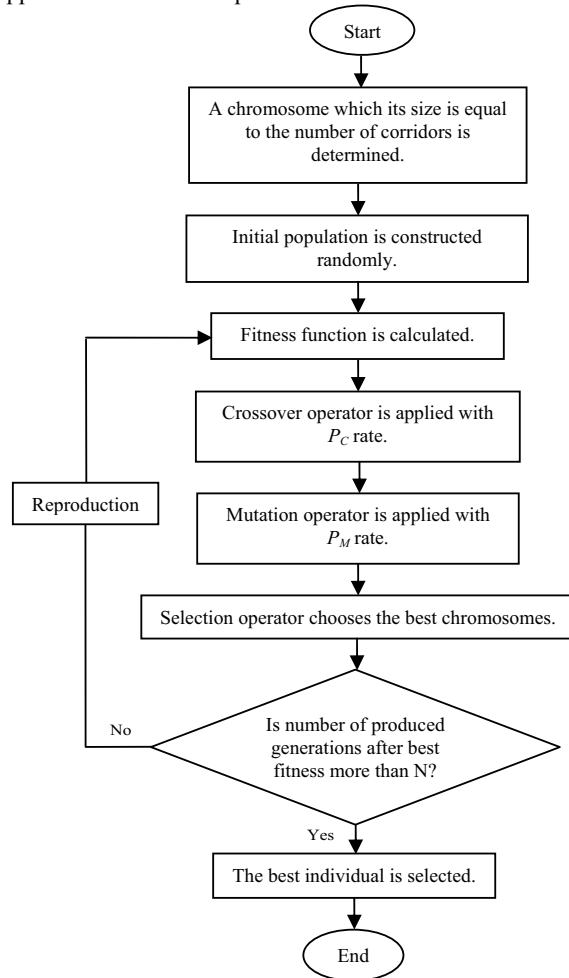 Start
A chromosome which its size is equal
to the number of corridors is
determined.
Initial population is constructed
randomly.
Fitness function is calculated.
Crossover operator is applied with
P_C rate.
Reproduction
Mutation operator is applied with
P_M rate.
Selection operator chooses the best chromosomes.
No
Is number of produced
generations after best
fitness more than N?
Yes
The best individual is selected.
End